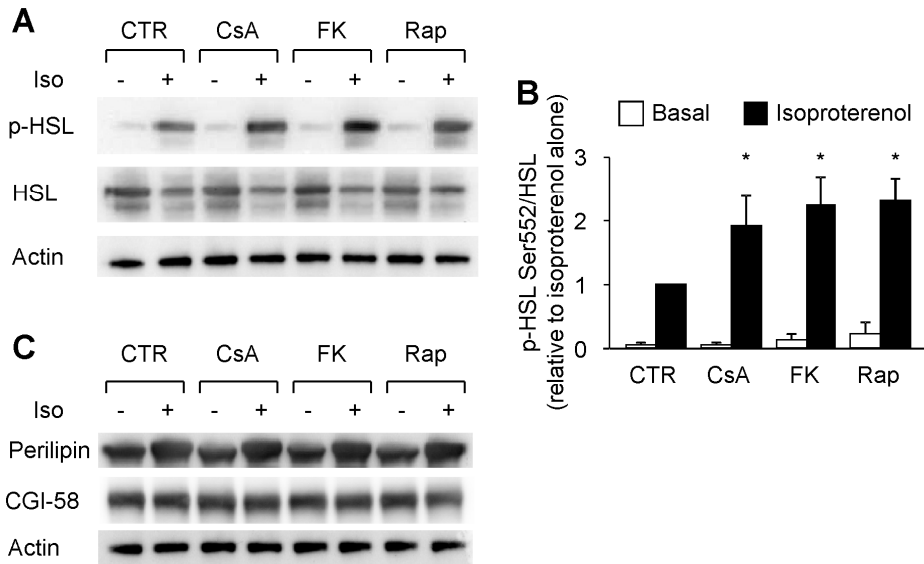 A
CTR CsA FK Rap
Iso - + - + - + - +
p-HSL
HSL
Actin
B
Basal Isoproterenol
p-HSL Ser552/HSL
(relative to isoproterenol alone)
* * *
3
2
1
0
CTR CsA FK Rap
C
CTR CsA FK Rap
Iso - + - + - + - +
Perilipin
CGI-58
Actin